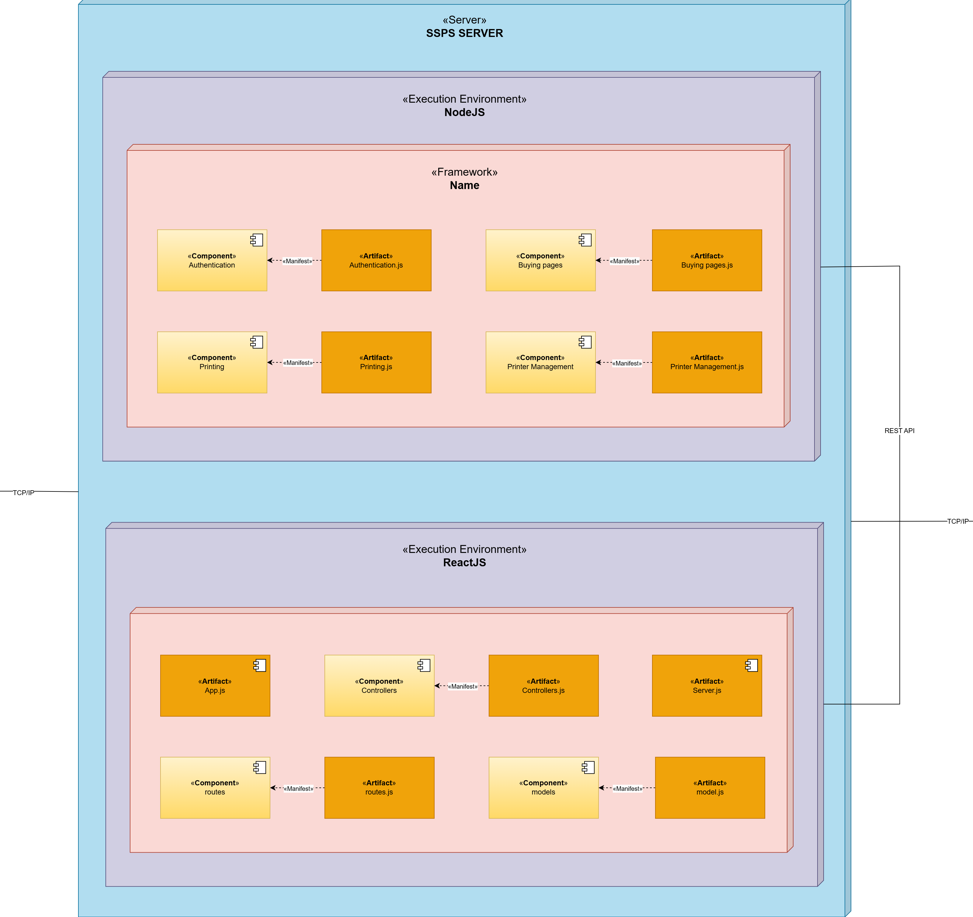 «Server»
SSPS SERVER
«Execution Environment»
NodeJS
«Framework»
Name
«Component»
Authentication
«Manifest»
«Artifact»
Authentication.js
«Component»
Buying pages
«Manifest»
«Artifact»
Buying pages.js
«Component»
Printing
«Manifest»
«Artifact»
Printing.js
«Component»
Printer Management
«Manifest»
«Artifact»
Printer Management.js
REST API
TCP/IP
TCP/IP
«Execution Environment»
ReactJS
«Artifact»
App.js
«Component»
Controllers
«Manifest»
«Artifact»
Controllers.js
«Artifact»
Server.js
«Component»
routes
«Manifest»
«Artifact»
routes.js
«Component»
models
«Manifest»
«Artifact»
model.js